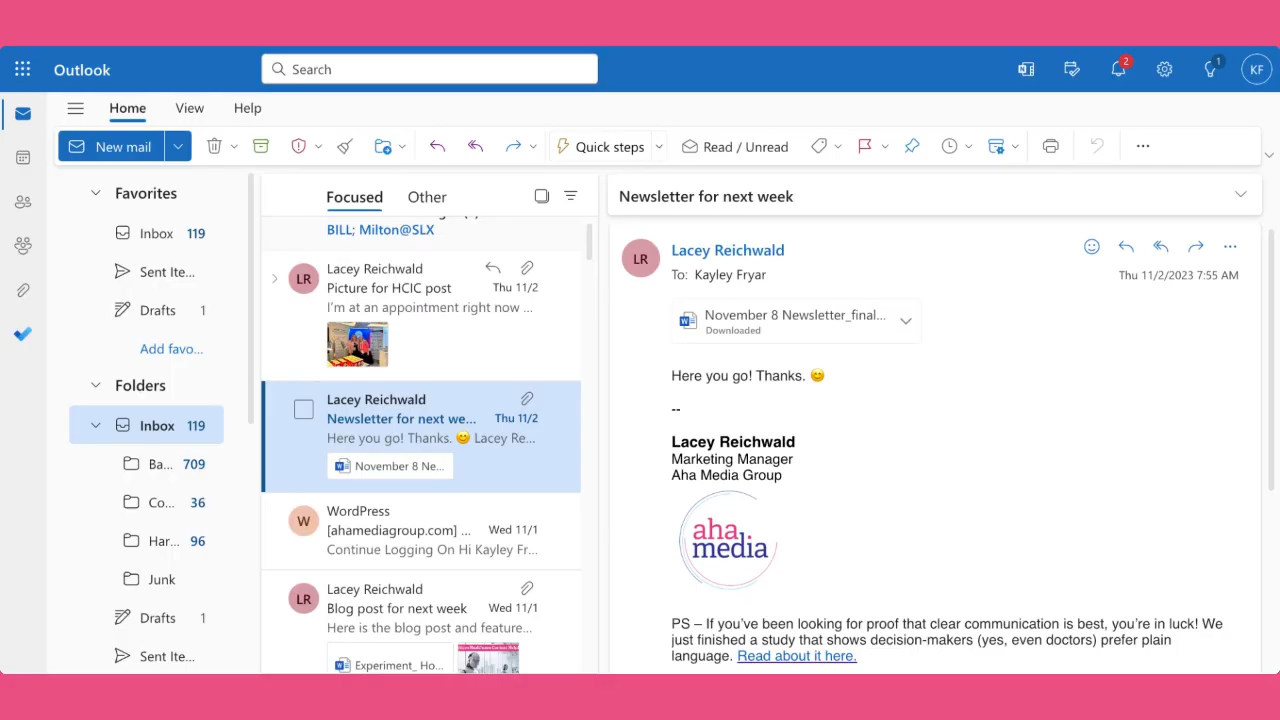 Outlook
Search
2
1
KF
Home View Help
New mail
Quick steps
Read / Unread
Favorites
Inbox 119
Sent Ite...
Drafts 1
Add favo...
Folders
Inbox 119
Ba... 709
Co... 36
Har... 96
Junk
Drafts 1
Sent Ite...
Focused Other
BILL; Milton@SLX
LR
Lacey Reichwald
Picture for HCIC post Thu 11/2
I'm at an appointment right now ...
Lacey Reichwald
Newsletter for next we... Thu 11/2
Here you go! Thanks. 😊 Lacey Re...
November 8 Ne...
W
WordPress
[ahamediagroup.com] ... Wed 11/1
Continue Logging On Hi Kayley Fr...
LR
Lacey Reichwald
Blog post for next week Wed 11/1
Here is the blog post and feature...
Experiment_ Ho...
Newsletter for next week
LR
Lacey Reichwald
To: Kayley Fryar
Thu 11/2/2023 7:55 AM
November 8 Newsletter_final...
Downloaded
Here you go! Thanks. 😊
--
Lacey Reichwald
Marketing Manager
Aha Media Group
aha
media
PS – If you've been looking for proof that clear communication is best, you're in luck! We
just finished a study that shows decision-makers (yes, even doctors) prefer plain
language. Read about it here.